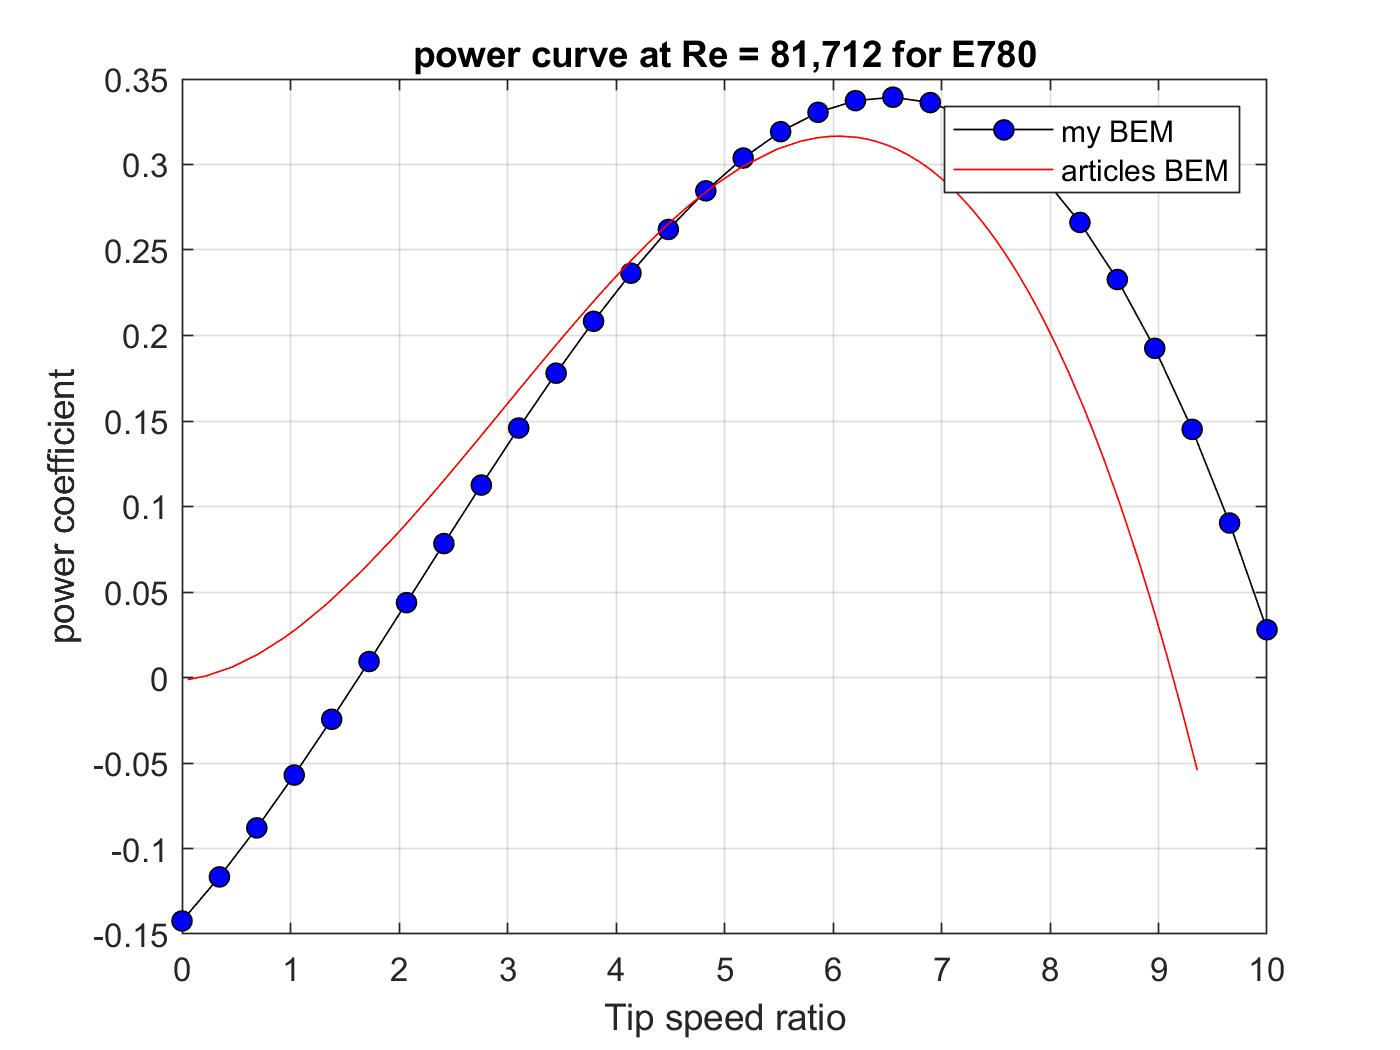 power curve at Re = 81,712 for E780
0.35
0.3
0.25
0.2
0.15
0.1
0.05
0
-0.05
-0.1
-0.15
power coefficient
my BEM
articles BEM
0 1 2 3 4 5 6 7 8 9 10
Tip speed ratio